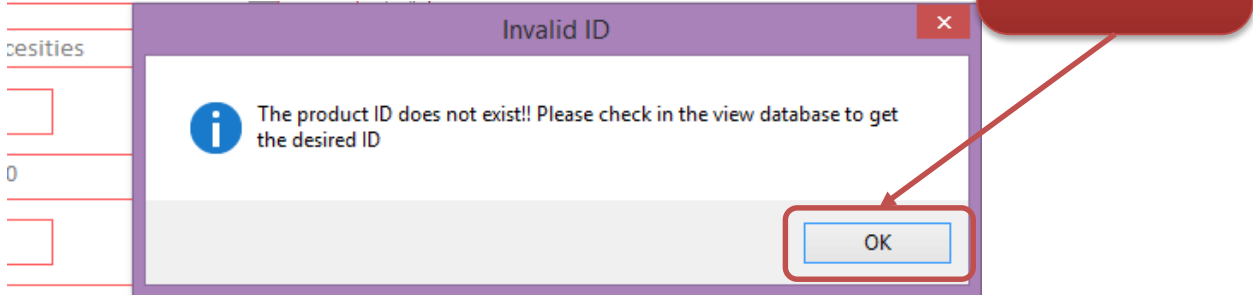 Invalid ID
cesities
The product ID does not exist!! Please check in the view database to get
the desired ID
0
OK